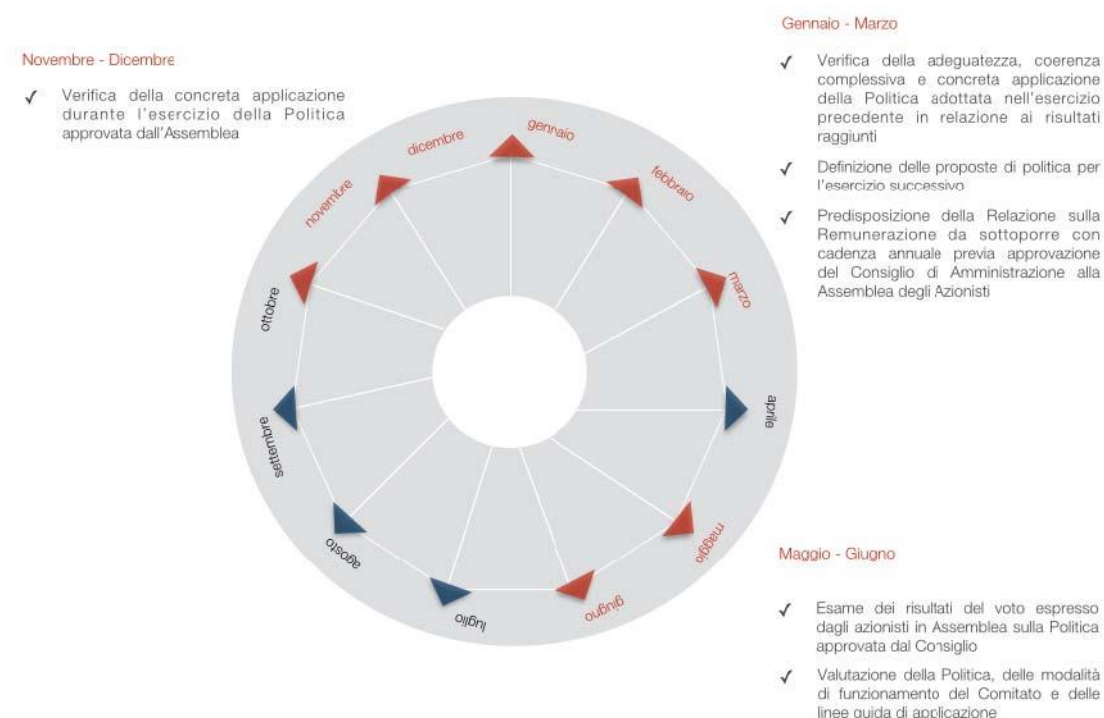 Novembre - Dicembre
✓ Verifica della concreta applicazione
durante l'esercizio della Politica
approvata dall'Assemblea
Gennaio - Marzo
✓ Verifica della adeguatezza, coerenza
complessiva e concreta applicazione
della Politica adottata nell'esercizio
precedente in relazione ai risultati
raggiunti
✓ Definizione delle proposte di politica per
l'esercizio successivo
✓ Predisposizione della Relazione sulla
Remunerazione da sottoporre con
cadenza annuale previa approvazione
del Consiglio di Amministrazione alla
Assemblea degli Azionisti
gennaio
febbraio
marzo
aprile
maggio
giugno
luglio
agosto
settembre
ottobre
novembre
dicembre
Maggio - Giugno
✓ Esame dei risultati del voto espresso
dagli azionisti in Assemblea sulla Politica
approvata dal Consiglio
✓ Valutazione della Politica, delle modalità
di funzionamento del Comitato e delle
linee guida di applicazione